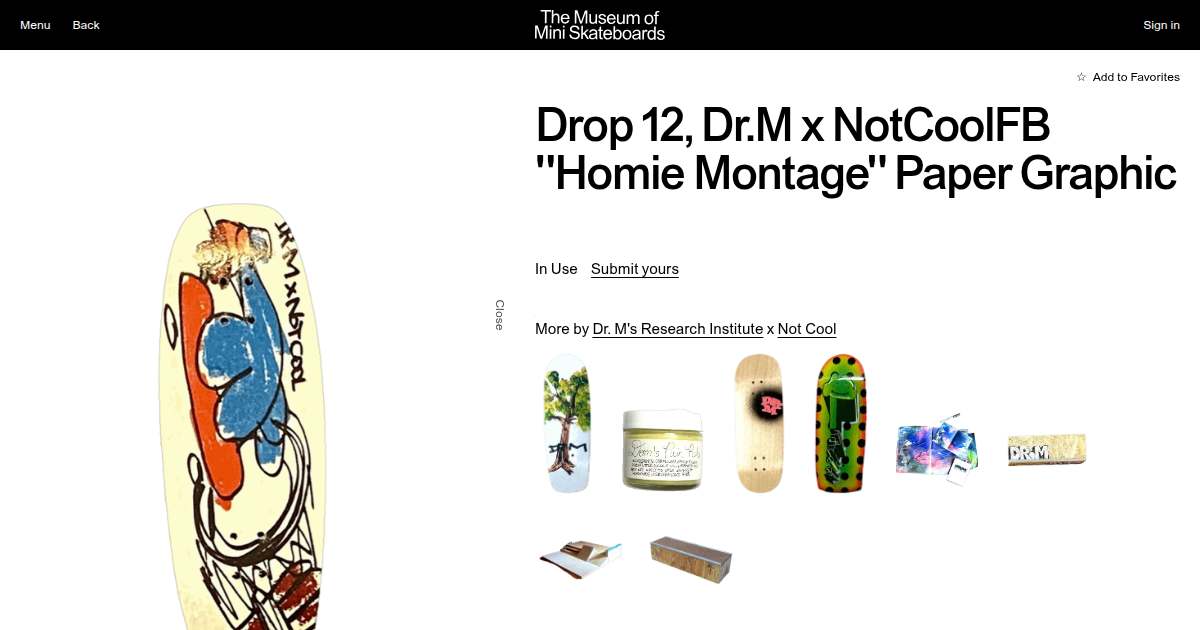 Menu
Back
The Museum of
Mini Skateboards
Sign in
☆ Add to Favorites
Drop 12, Dr.M x NotCoolFB
"Homie Montage" Paper Graphic
DR.M x NOT COOL
In Use
Submit yours
Close
More by Dr. M's Research Institute x Not Cool
DR.M